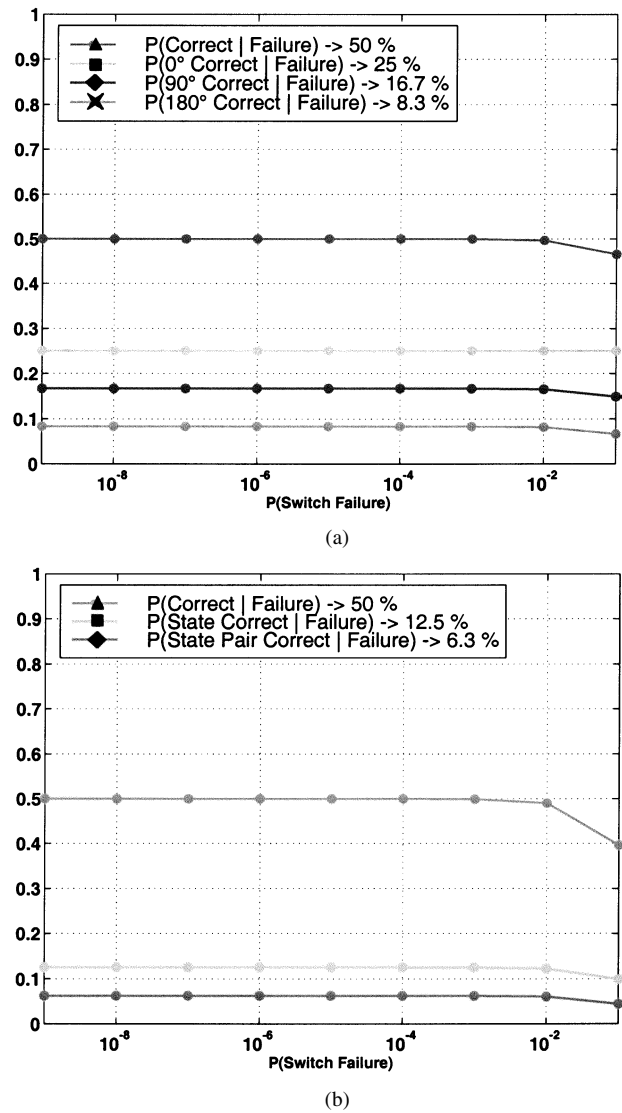 1
0.9
0.8
0.7
0.6
0.5
0.4
0.3
0.2
0.1
0
P(Correct | Failure) -> 50 %
P(0° Correct | Failure) -> 25 %
P(90° Correct | Failure) -> 16.7 %
P(180° Correct | Failure) -> 8.3 %
10^-8
10^-6
10^-4
10^-2
P(Switch Failure)
(a)
1
0.9
0.8
0.7
0.6
0.5
0.4
0.3
0.2
0.1
0
P(Correct | Failure) -> 50 %
P(State Correct | Failure) -> 12.5 %
P(State Pair Correct | Failure) -> 6.3 %
10^-8
10^-6
10^-4
10^-2
P(Switch Failure)
(b)